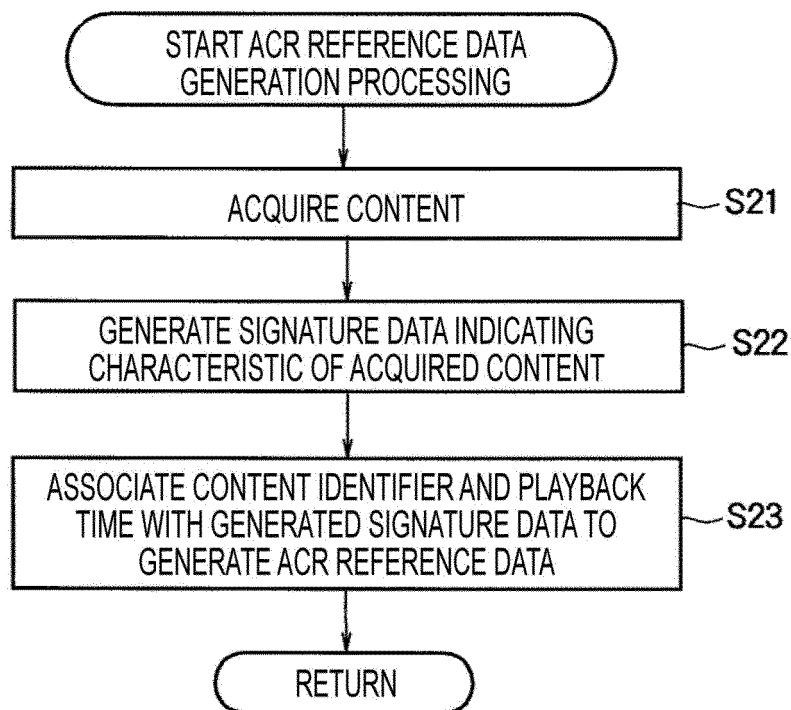 START ACR REFERENCE DATA
GENERATION PROCESSING
ACQUIRE CONTENT
S21
GENERATE SIGNATURE DATA INDICATING
CHARACTERISTIC OF ACQUIRED CONTENT
S22
ASSOCIATE CONTENT IDENTIFIER AND PLAYBACK
TIME WITH GENERATED SIGNATURE DATA TO
GENERATE ACR REFERENCE DATA
S23
RETURN